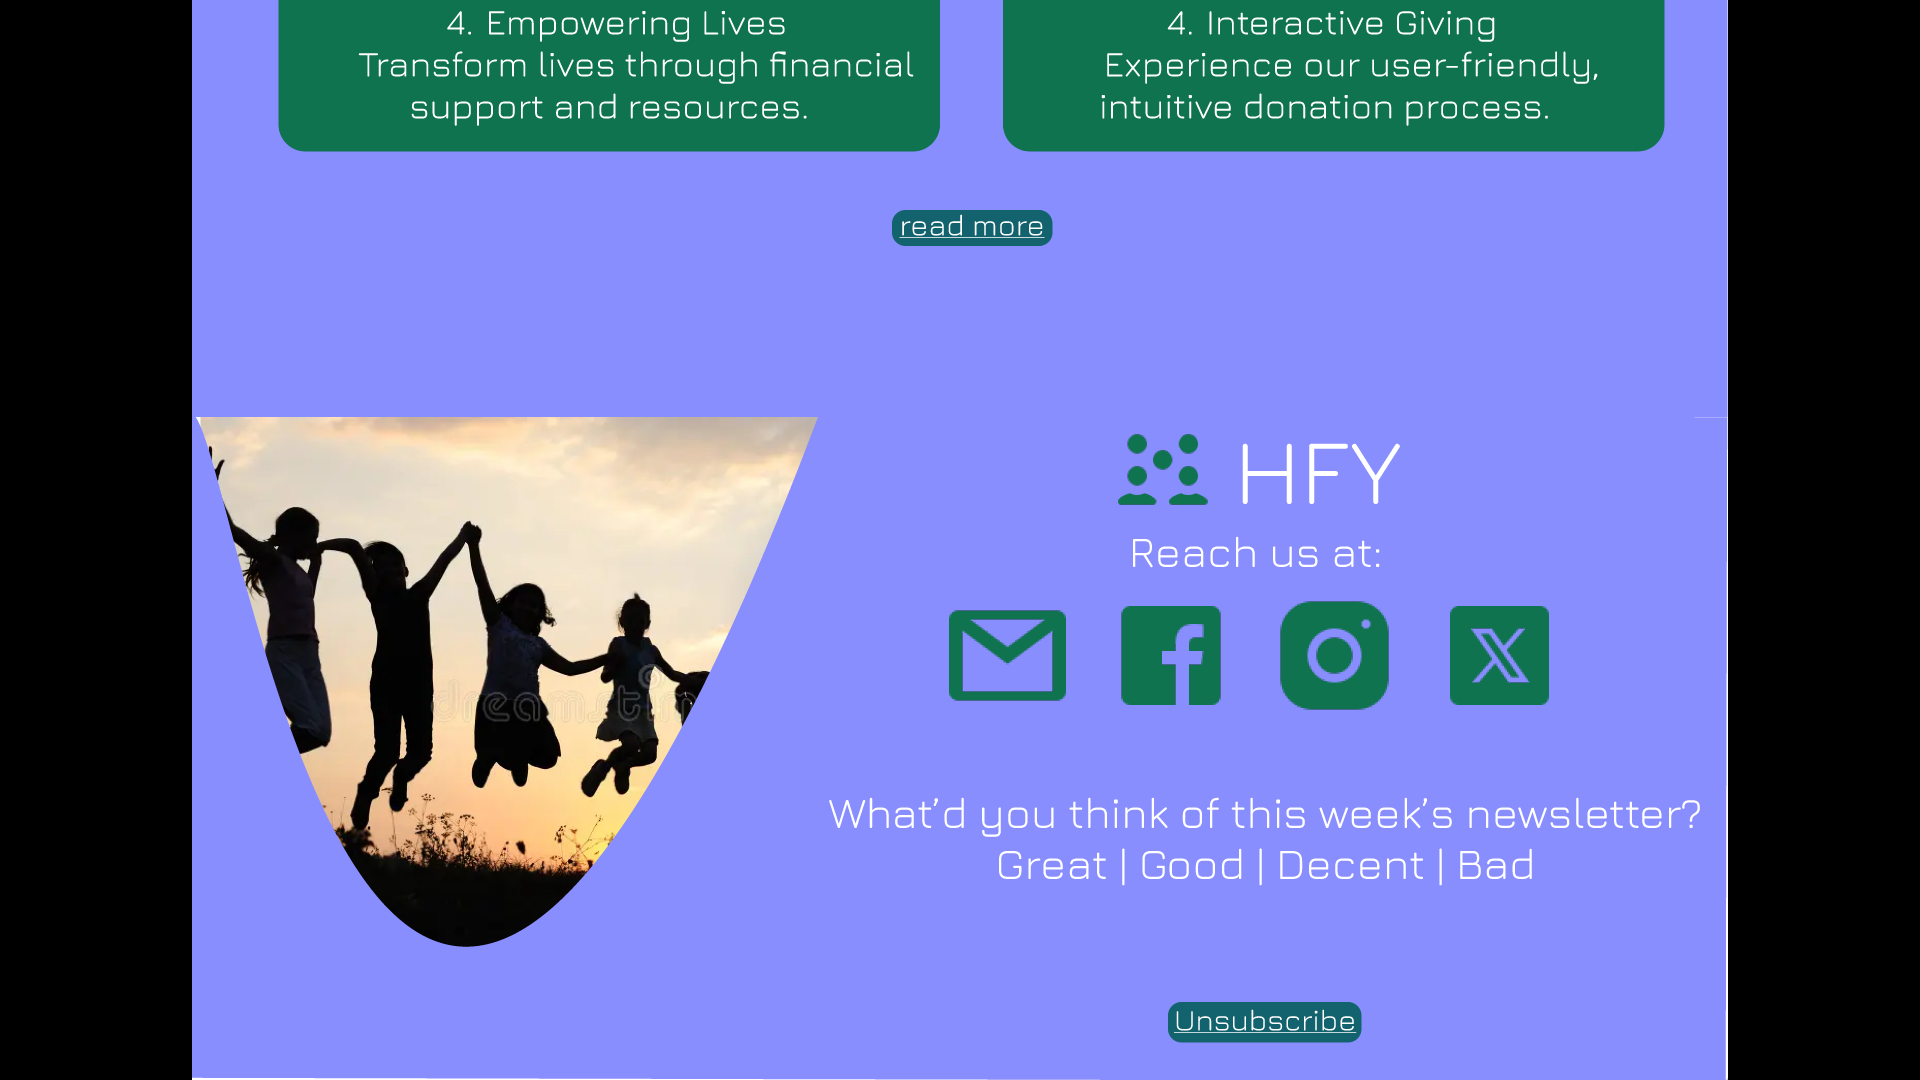 4. Empowering Lives
Transform lives through financial
support and resources.
4. Interactive Giving
Experience our user-friendly,
intuitive donation process.
read more
HFY
Reach us at:
dreamstim
What’d you think of this week’s newsletter?
Great | Good | Decent | Bad
Unsubscribe